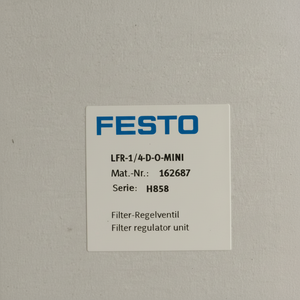 FESTO
LFR-1/4-D-O-MINI
Mat.-Nr.: 162687
Serie: H858
Filter-Regelventil
Filter regulator unit